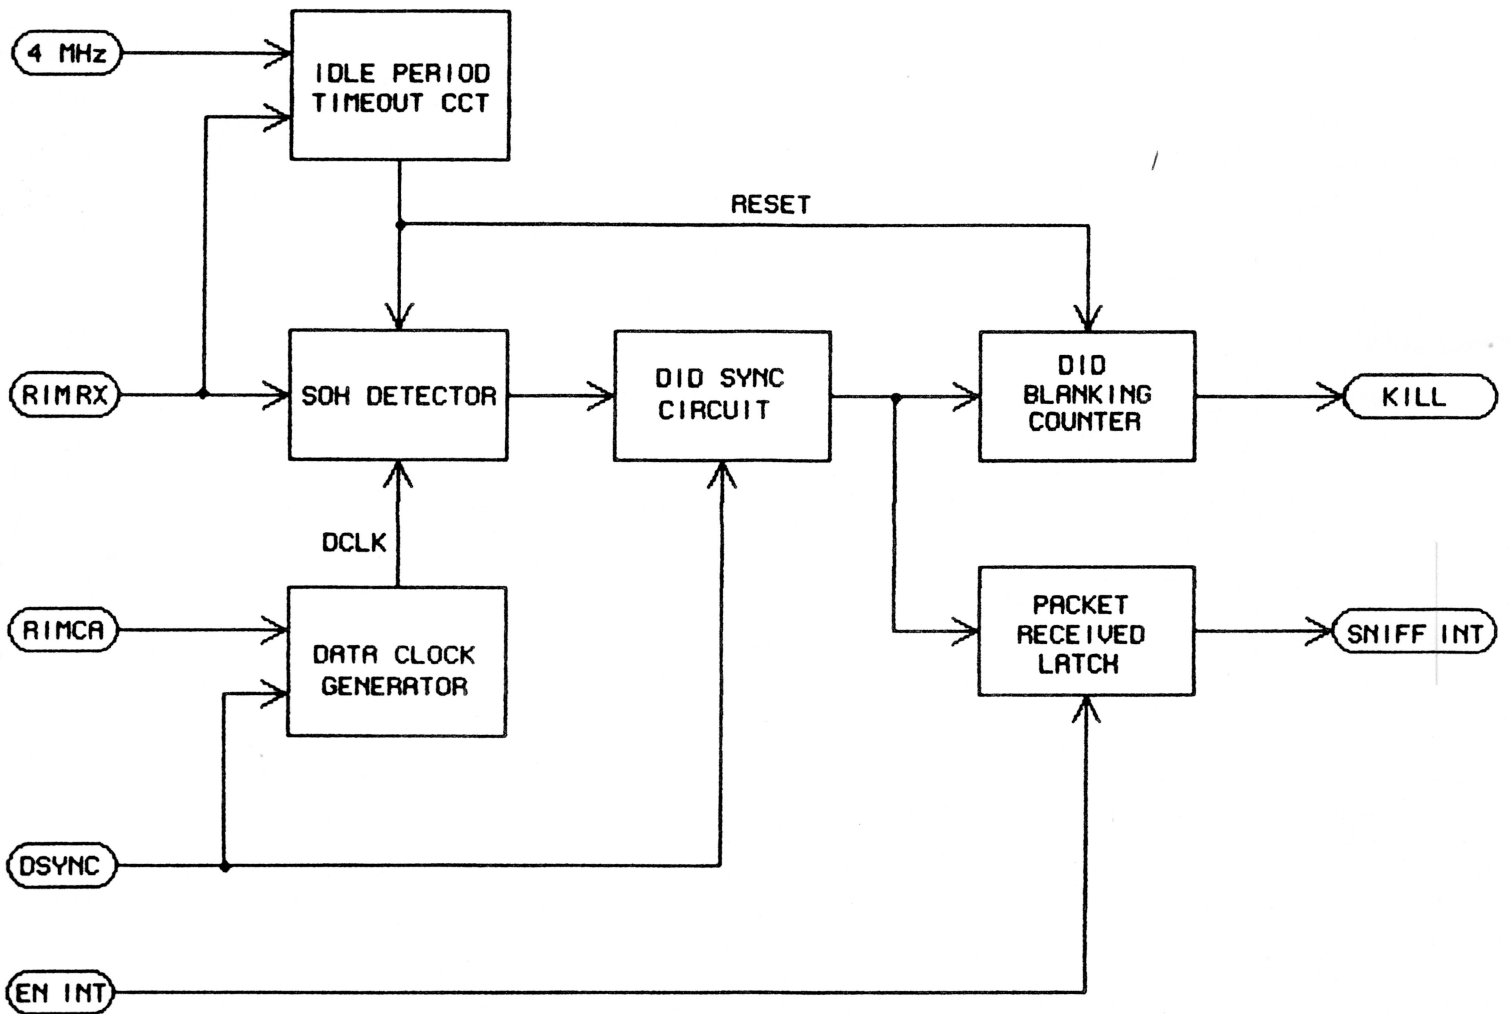 4 MHz
IDLE PERIOD
TIMEOUT CCT
RESET
RIMRX
SOH DETECTOR
DID SYNC
CIRCUIT
DID
BLANKING
COUNTER
KILL
DCLK
RIMCA
DATA CLOCK
GENERATOR
PACKET
RECEIVED
LATCH
SNIFF INT
DSYNC
EN INT